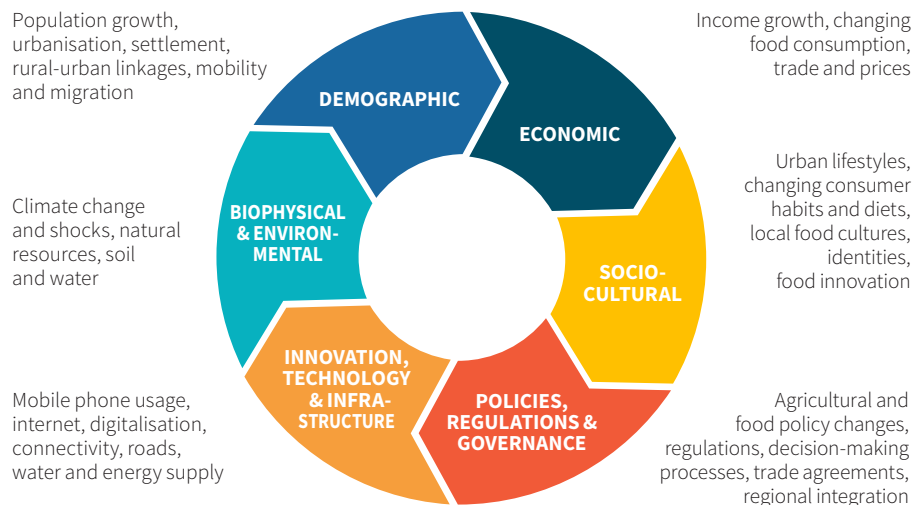 Population growth,
urbanisation, settlement,
rural-urban linkages, mobility
and migration
DEMOGRAPHIC
Income growth, changing
food consumption,
trade and prices
ECONOMIC
Urban lifestyles,
changing consumer
habits and diets,
local food cultures,
identities,
food innovation
SOCIO-
CULTURAL
Climate change
and shocks, natural
resources, soil
and water
BIOPHYSICAL
& ENVIRON-
MENTAL
Mobile phone usage,
internet, digitalisation,
connectivity, roads,
water and energy supply
INNOVATION,
TECHNOLOGY
& INFRA-
STRUCTURE
POLICIES,
REGULATIONS &
GOVERNANCE
Agricultural and
food policy changes,
regulations, decision-making
processes, trade agreements,
regional integration